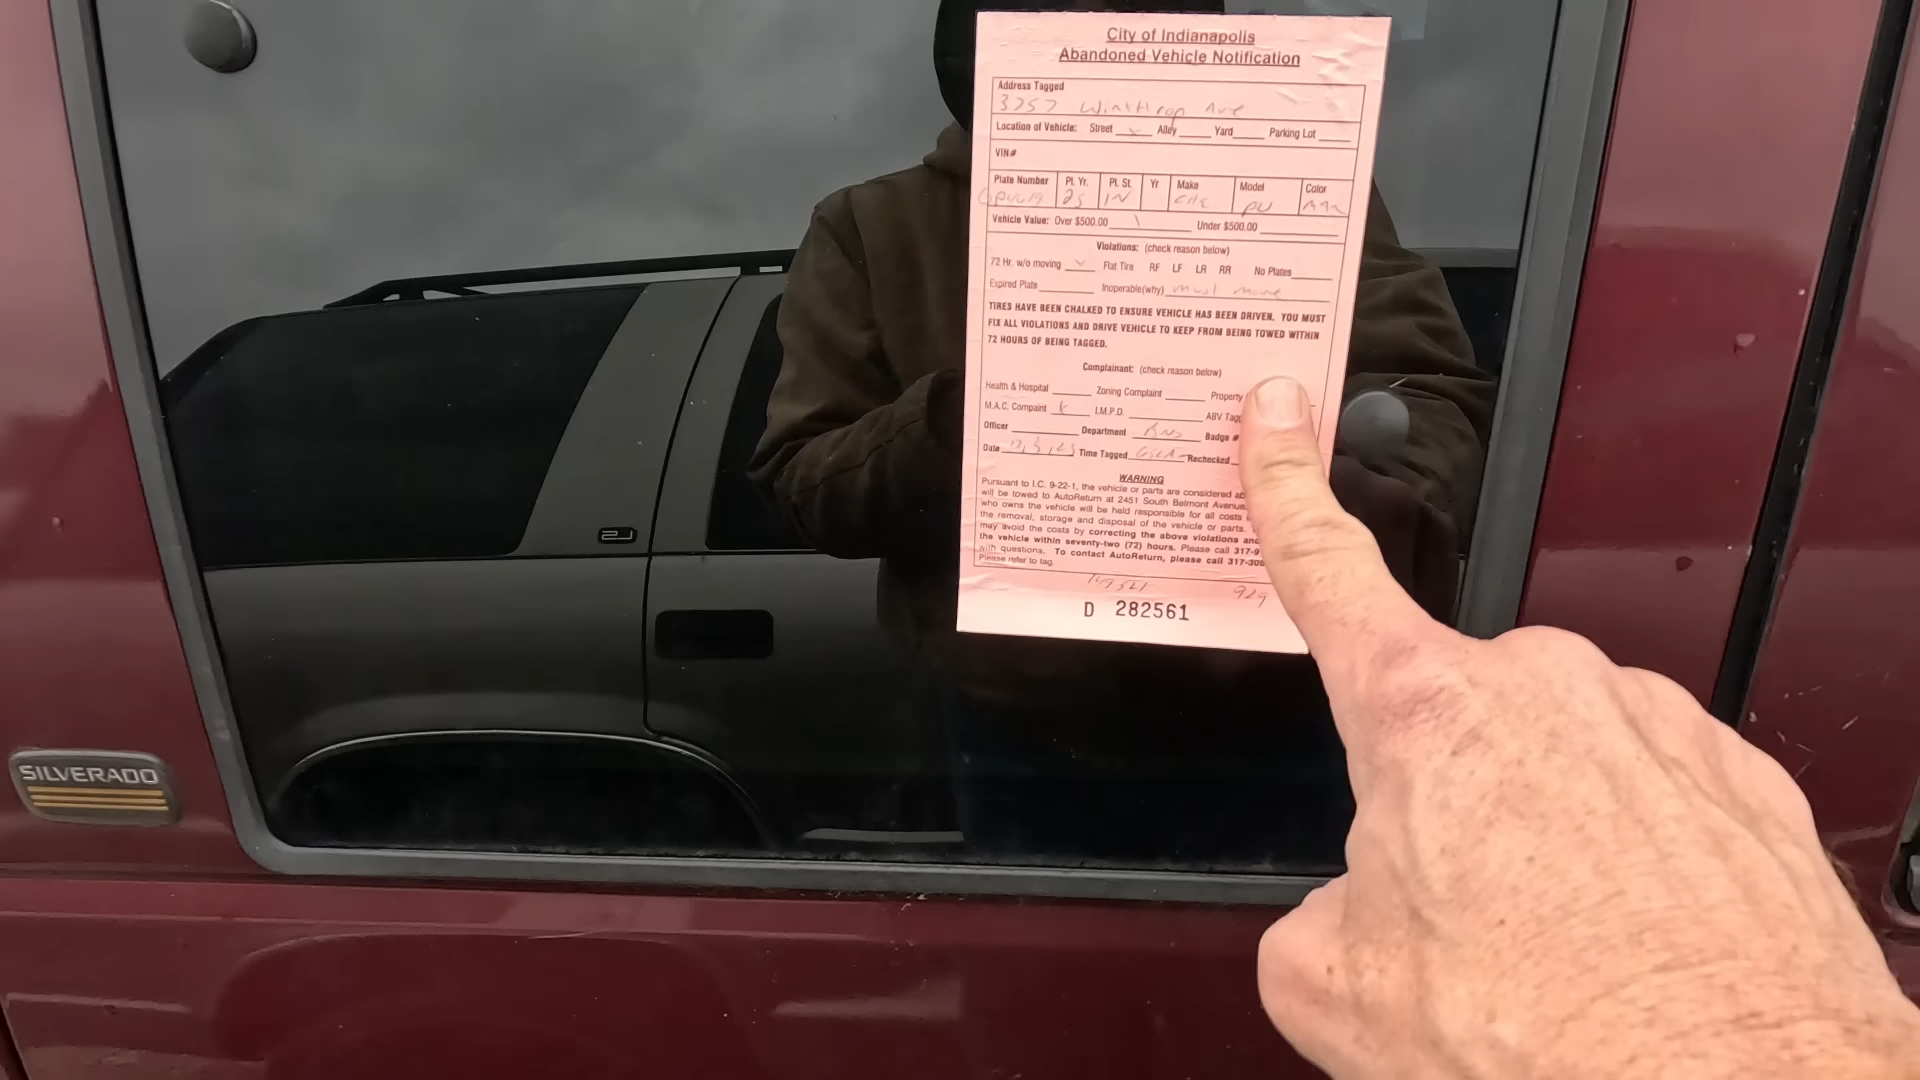 City of Indianapolis
Abandoned Vehicle Notification
Address Tagged
3757 Winthrop Ave
Location of Vehicle: Street Alley Yard Parking Lot
VIN#
Plate Number Pl. Yr. Pl. St. Yr Make Model Color
25 IN PU
Vehicle Value: Over $500.00 Under $500.00
Violations: (check reason below)
72 Hr. w/o moving Flat Tire RF LF LR RR No Plates
Expired Plate Inoperable(why) must move
TIRES HAVE BEEN CHALKED TO ENSURE VEHICLE HAS BEEN DRIVEN. YOU MUST
FIX ALL VIOLATIONS AND DRIVE VEHICLE TO KEEP FROM BEING TOWED WITHIN
72 HOURS OF BEING TAGGED.
Complainant: (check reason below)
Health & Hospital Zoning Complaint Property
M.A.C. Compaint I.M.P.D. ABV Tag
Officer Department BNS Badge #
Date Time Tagged Rechecked
WARNING
Pursuant to I.C. 9-22-1, the vehicle or parts are considered
will be towed to AutoReturn at 2451 South Belmont Avenue.
who owns the vehicle will be held responsible for all costs
the removal, storage and disposal of the vehicle or parts.
may avoid the costs by correcting the above violations and
the vehicle within seventy-two (72) hours. Please call 317-9
with questions. To contact AutoReturn, please call 317-308
Please refer to tag
929
D 282561
SILVERADO